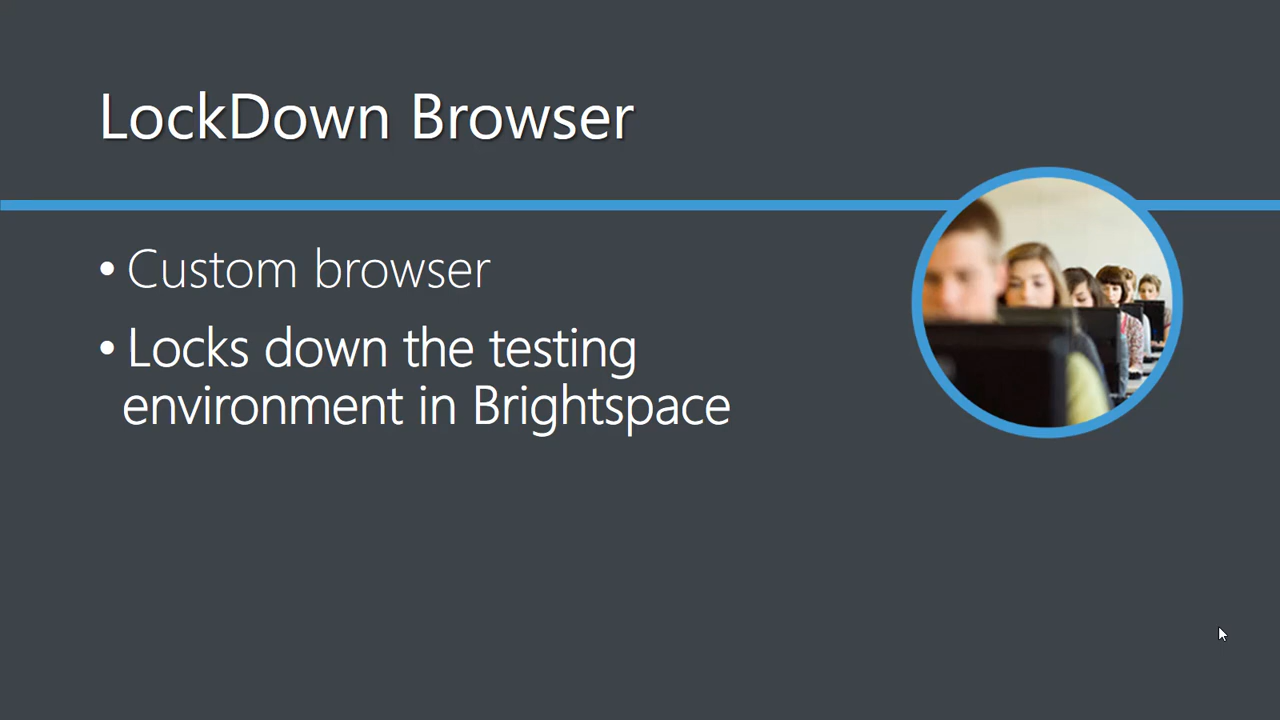 LockDown Browser
• Custom browser
• Locks down the testing
environment in Brightspace